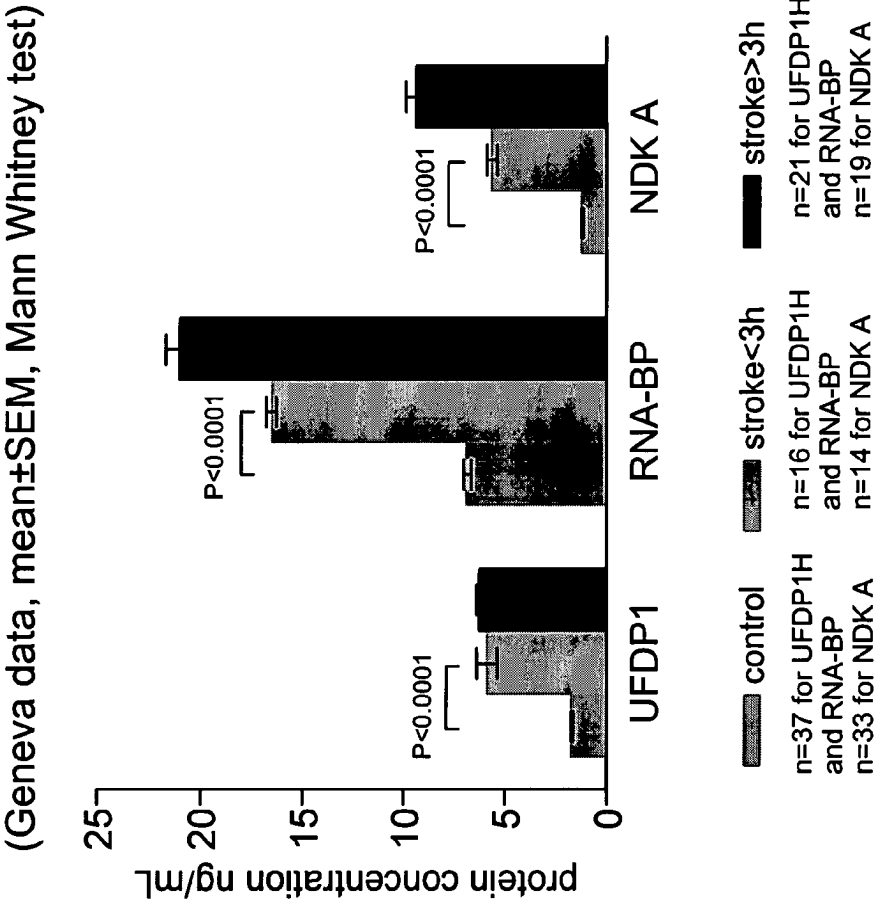 (Geneva data, mean±SEM, Mann Whitney test)
protein concentration ng/mL
25
20
15
10
5
0
P<0.0001
P<0.0001
P<0.0001
UFDP1
RNA-BP
NDK A
control
n=37 for UFDP1H
and RNA-BP
n=33 for NDK A
stroke<3h
n=16 for UFDP1H
and RNA-BP
n=14 for NDK A
stroke>3h
n=21 for UFDP1H
and RNA-BP
n=19 for NDK A